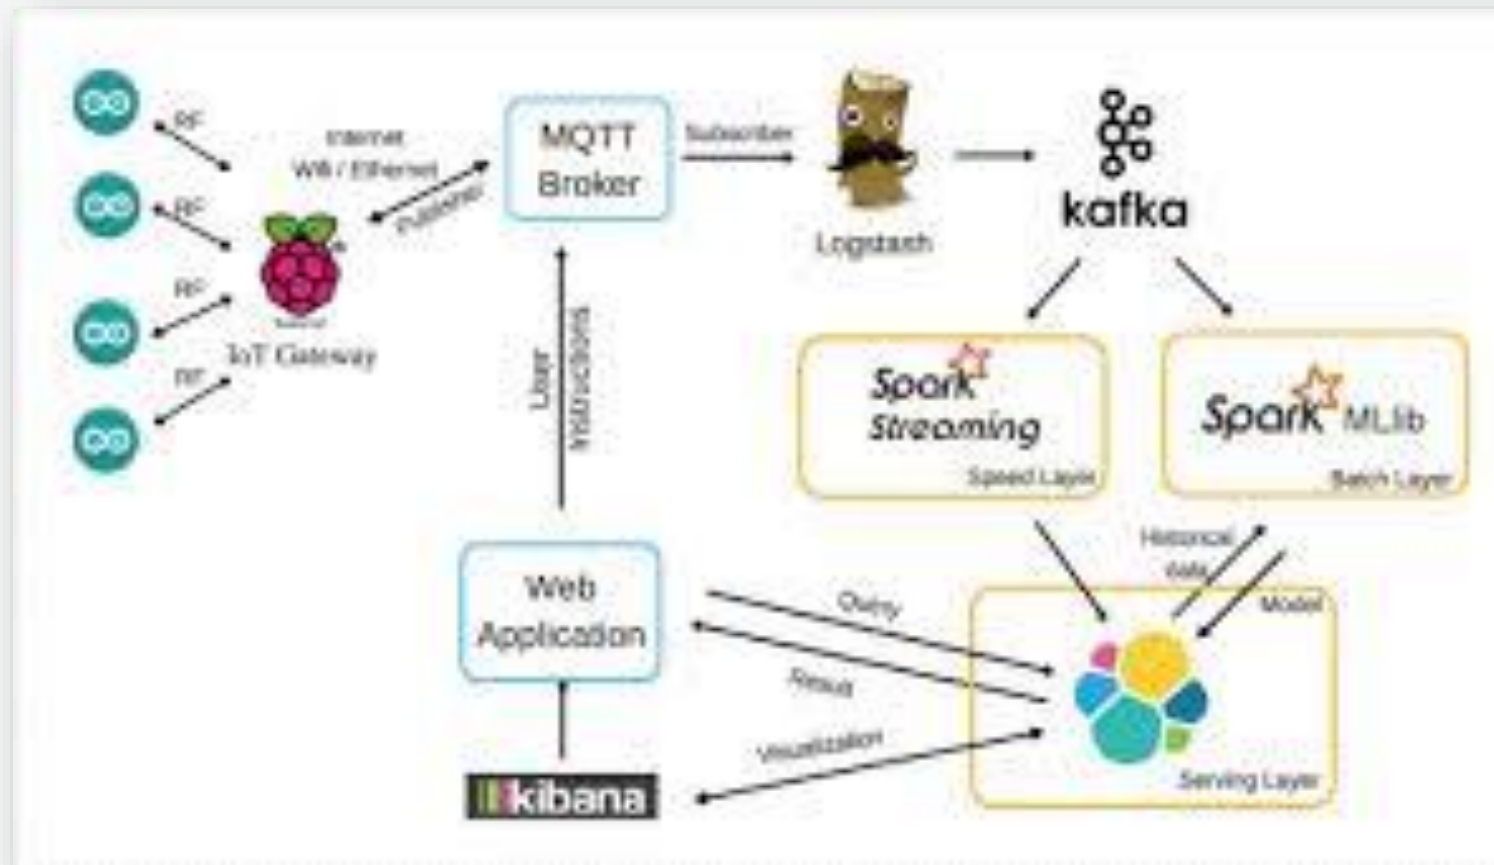 RF
Internet
Wifi / Ethernet
Publisher
RF
RF
RF
IoT Gateway
MQTT
Broker
Subscriber
Logstash
kafka
User
Instructions
Spark
Streaming
Speed Layer
Spark MLlib
Batch Layer
Historical
data
Model
Web
Application
Query
Result
Visualization
Serving Layer
kibana